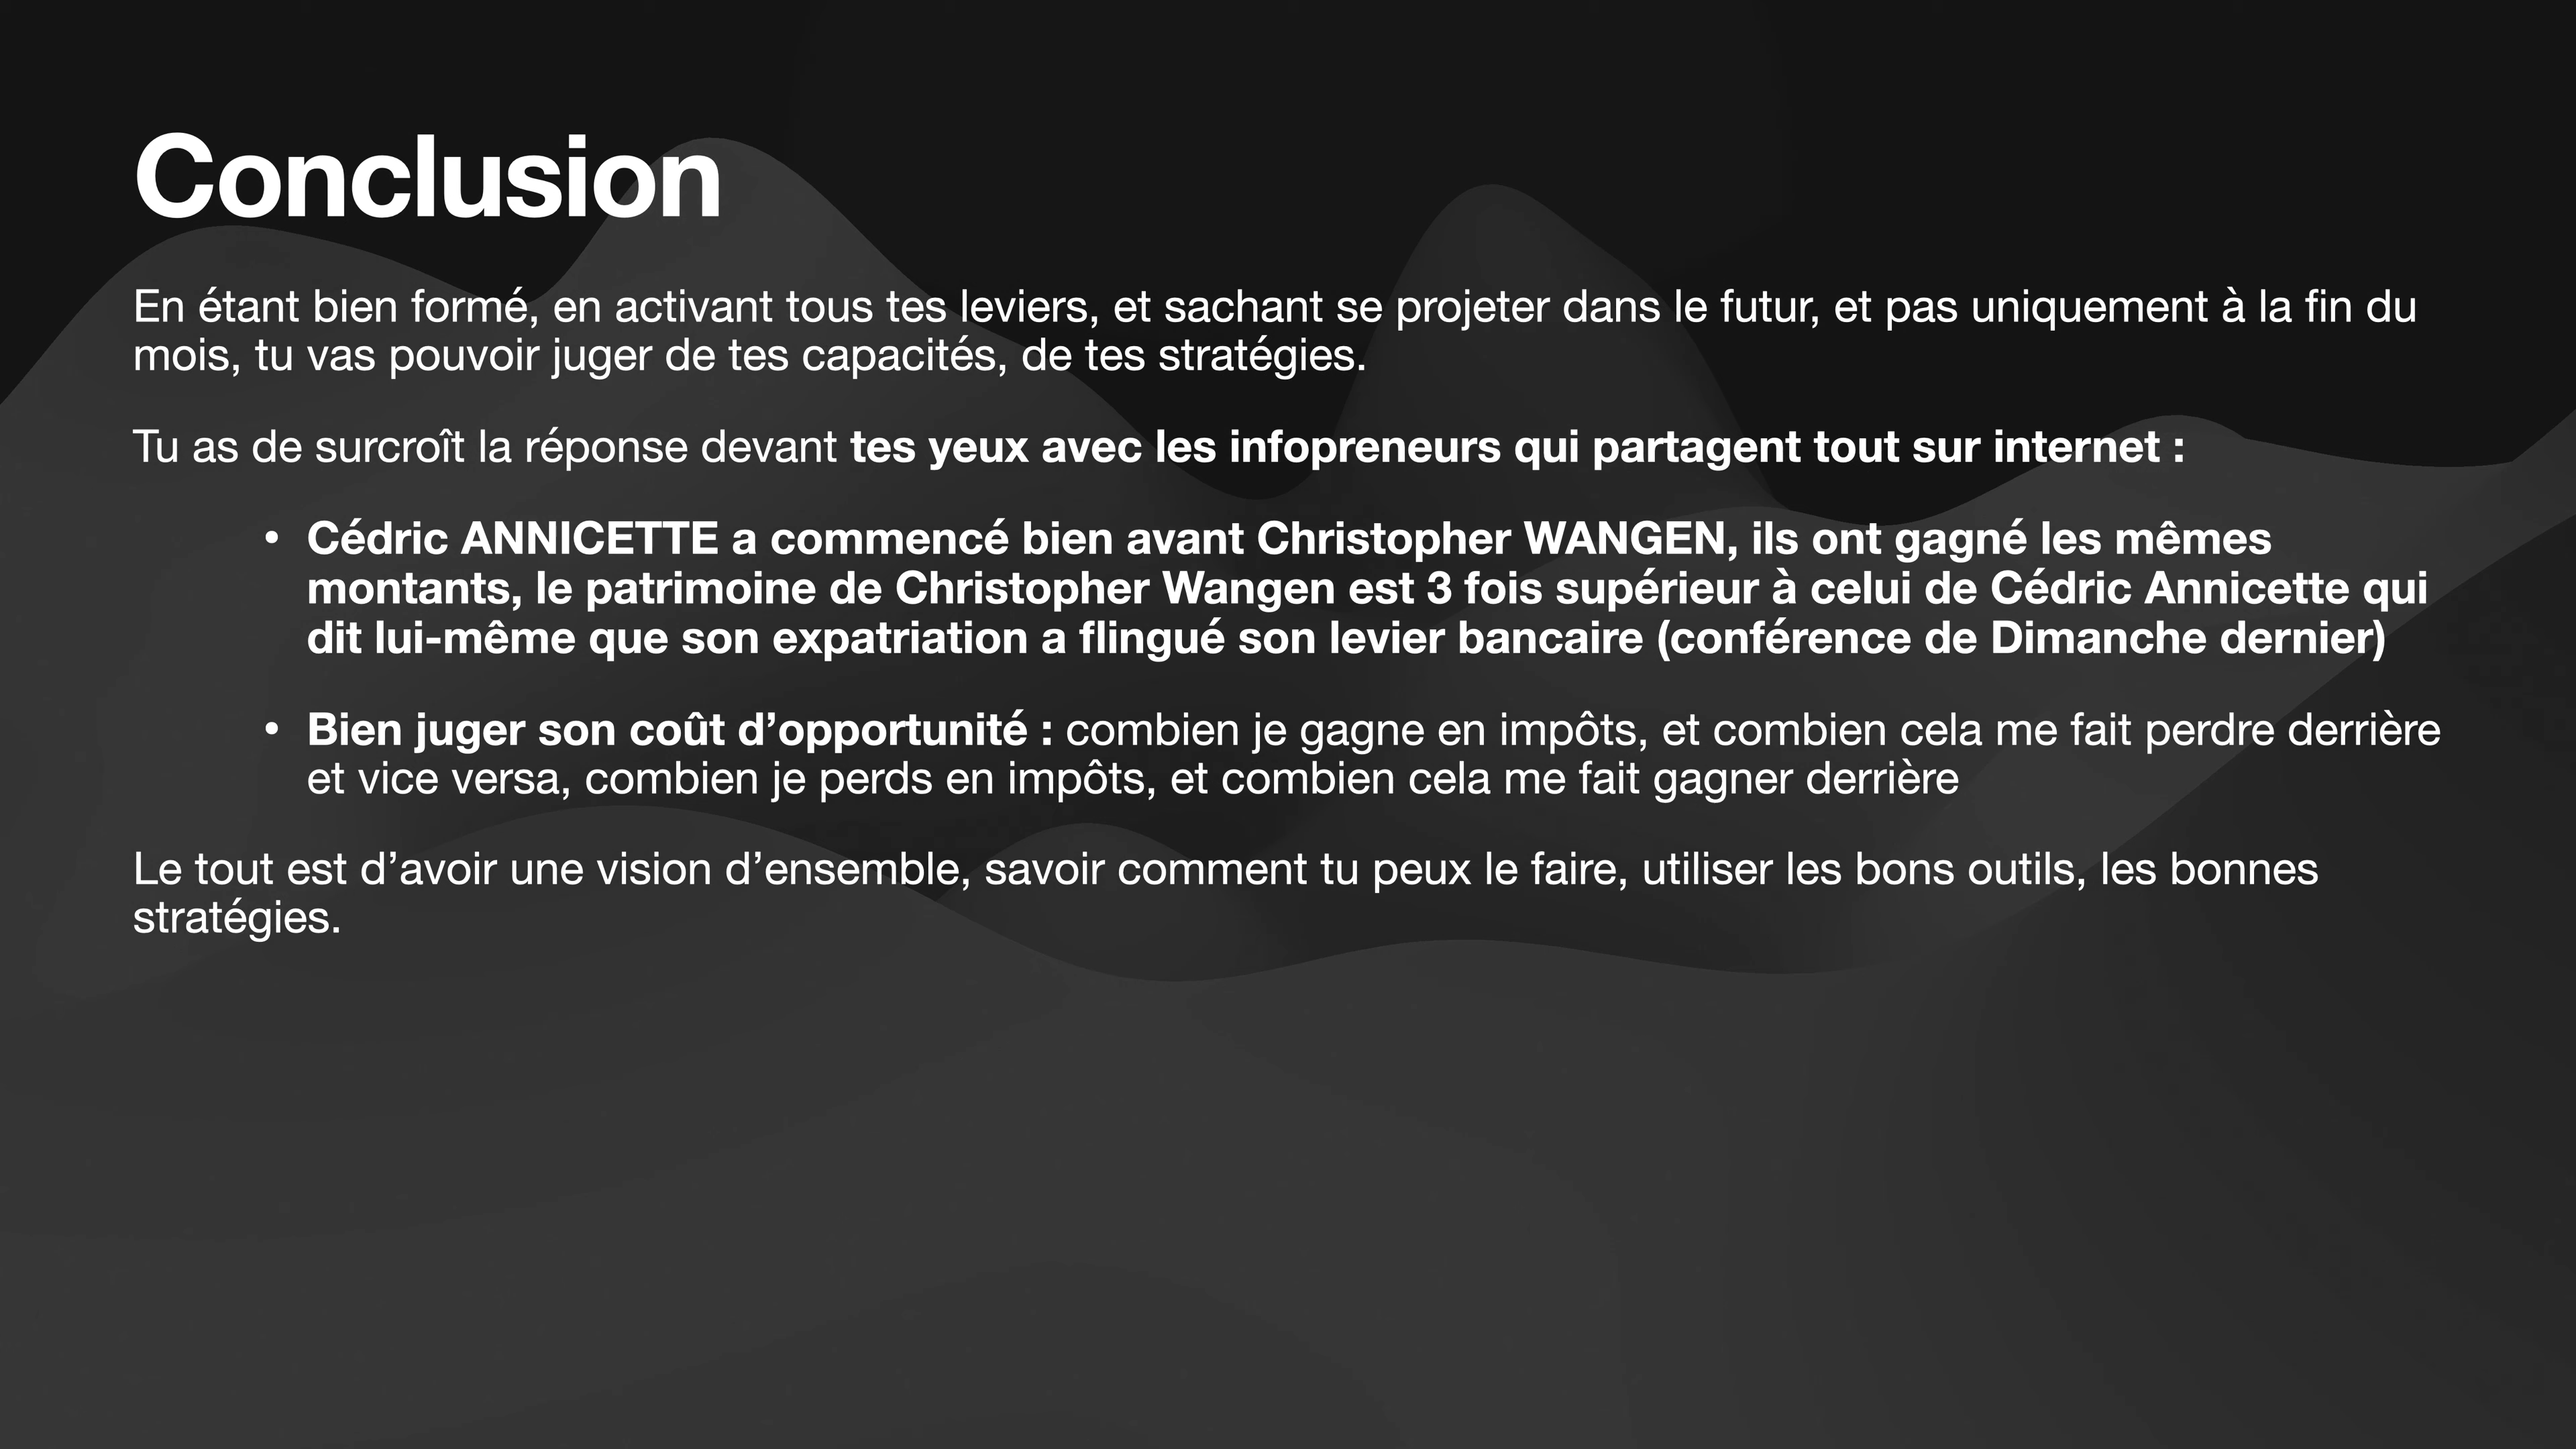 Conclusion
En étant bien formé, en activant tous tes leviers, et sachant se projeter dans le futur, et pas uniquement à la fin du
mois, tu vas pouvoir juger de tes capacités, de tes stratégies.
Tu as de surcroît la réponse devant tes yeux avec les infopreneurs qui partagent tout sur internet :
• Cédric ANNICETTE a commencé bien avant Christopher WANGEN, ils ont gagné les mêmes
montants, le patrimoine de Christopher Wangen est 3 fois supérieur à celui de Cédric Annicette qui
dit lui-même que son expatriation a flingué son levier bancaire (conférence de Dimanche dernier)
• Bien juger son coût d’opportunité : combien je gagne en impôts, et combien cela me fait perdre derrière
et vice versa, combien je perds en impôts, et combien cela me fait gagner derrière
Le tout est d’avoir une vision d’ensemble, savoir comment tu peux le faire, utiliser les bons outils, les bonnes
stratégies.